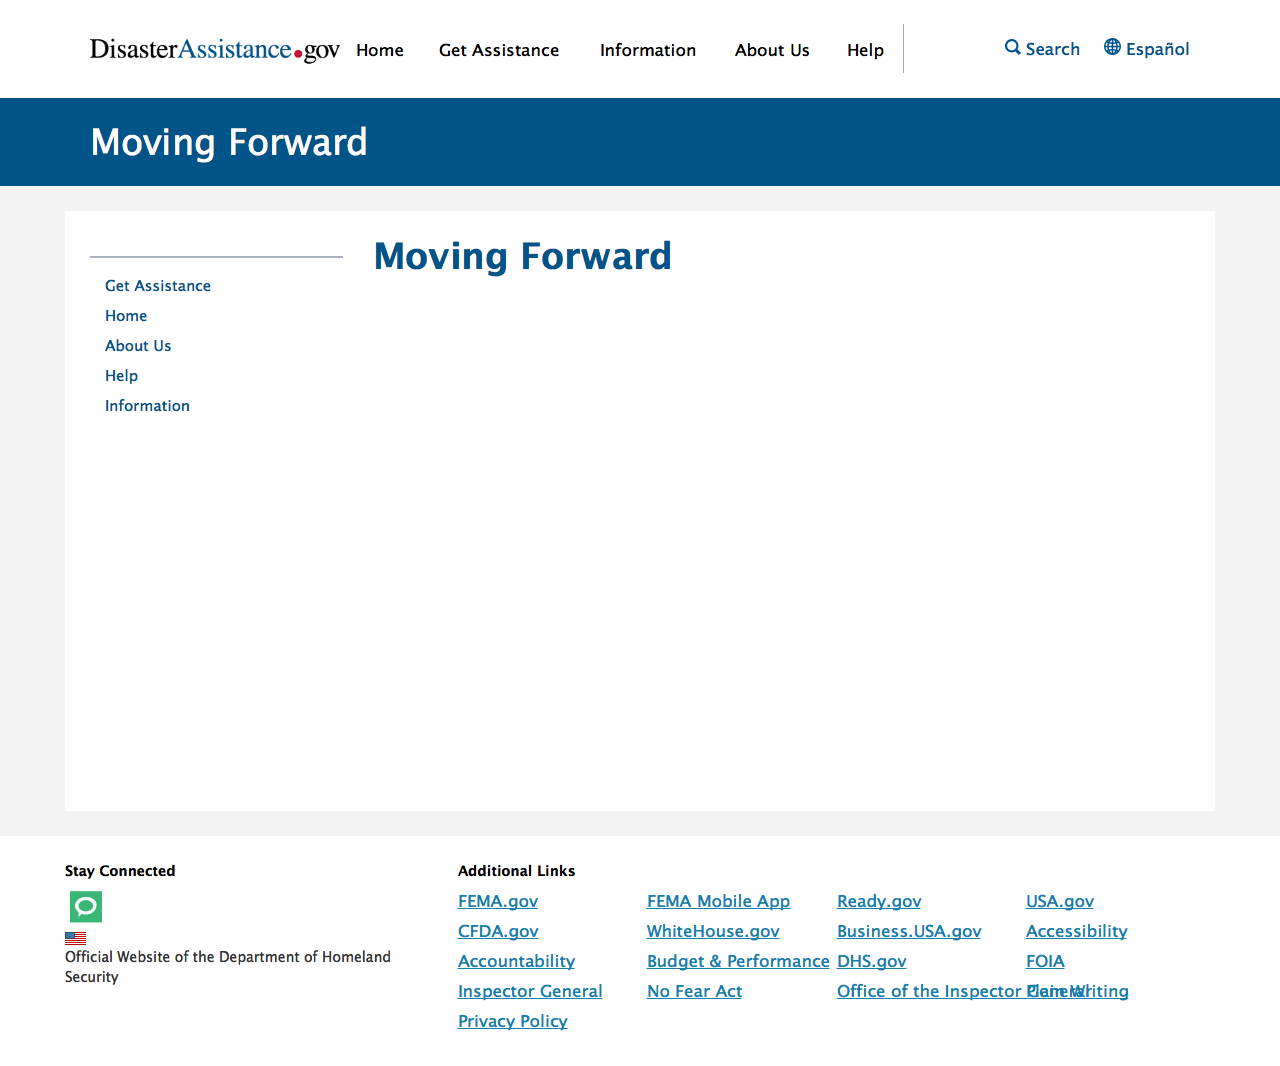 DisasterAssistance.gov Home Get Assistance Information About Us Help Search Español
Moving Forward
Moving Forward
Get Assistance
Home
About Us
Help
Information
Stay Connected
Official Website of the Department of Homeland
Security
Additional Links
FEMA.gov FEMA Mobile App Ready.gov USA.gov
CFDA.gov WhiteHouse.gov Business.USA.gov Accessibility
Accountability Budget & Performance DHS.gov FOIA
Inspector General No Fear Act Office of the Inspector General Plain Writing
Privacy Policy